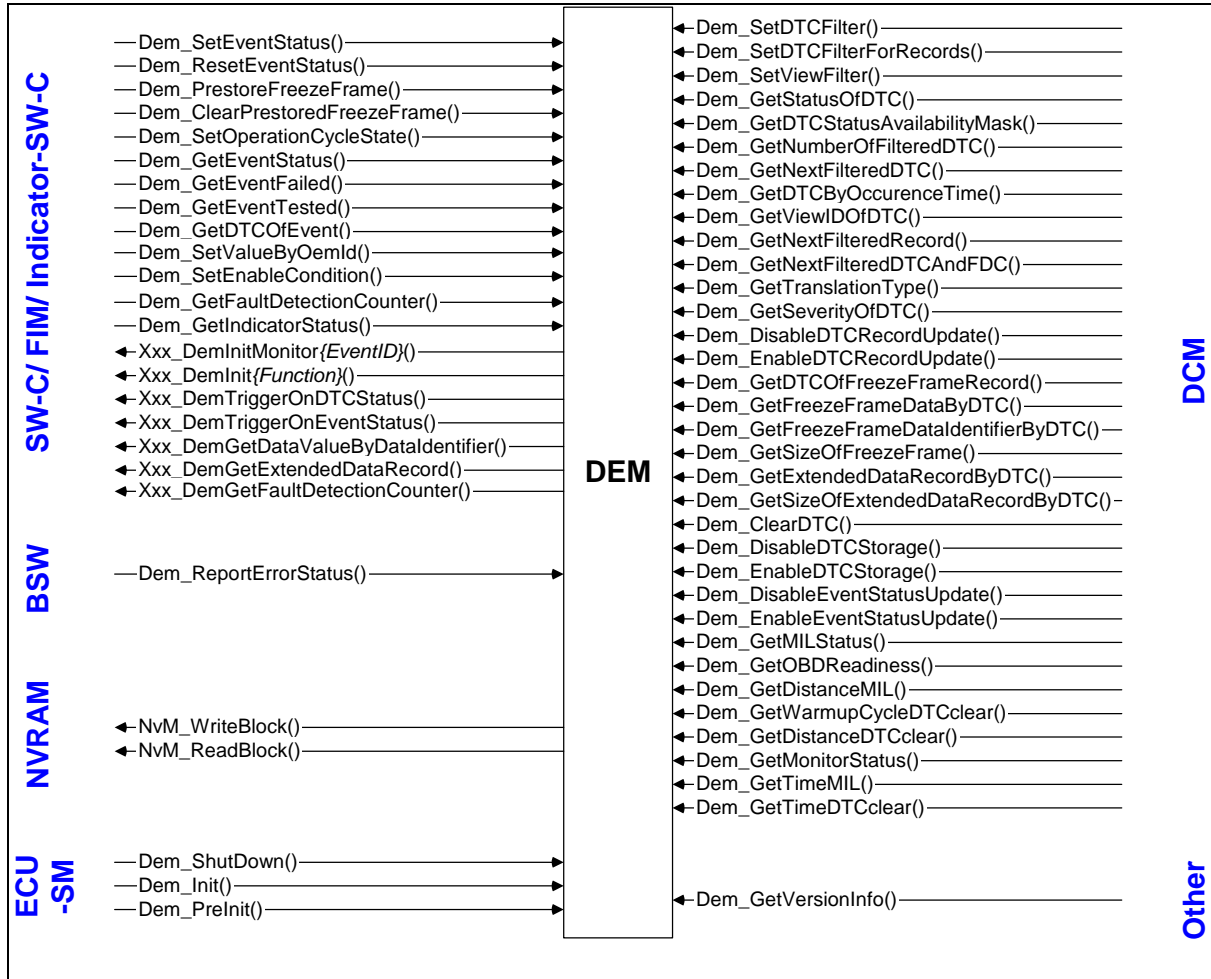 SW-C/ FIM/ Indicator-SW-C
Dem_SetEventStatus()
Dem_ResetEventStatus()
Dem_PrestoreFreezeFrame()
Dem_ClearPrestoredFreezeFrame()
Dem_SetOperationCycleState()
Dem_GetEventStatus()
Dem_GetEventFailed()
Dem_GetEventTested()
Dem_GetDTCOfEvent()
Dem_SetValueByOemId()
Dem_SetEnableCondition()
Dem_GetFaultDetectionCounter()
Dem_GetIndicatorStatus()
Xxx_DemInitMonitor{EventID}()
Xxx_DemInit{Function}()
Xxx_DemTriggerOnDTCStatus()
Xxx_DemTriggerOnEventStatus()
Xxx_DemGetDataValueByDataIdentifier()
Xxx_DemGetExtendedDataRecord()
Xxx_DemGetFaultDetectionCounter()
BSW
Dem_ReportErrorStatus()
NVRAM
NvM_WriteBlock()
NvM_ReadBlock()
ECU
-SM
Dem_ShutDown()
Dem_Init()
Dem_PreInit()
DEM
Dem_SetDTCFilter()
Dem_SetDTCFilterForRecords()
Dem_SetViewFilter()
Dem_GetStatusOfDTC()
Dem_GetDTCStatusAvailabilityMask()
Dem_GetNumberOfFilteredDTC()
Dem_GetNextFilteredDTC()
Dem_GetDTCByOccurenceTime()
Dem_GetViewIDOfDTC()
Dem_GetNextFilteredRecord()
Dem_GetNextFilteredDTCAndFDC()
Dem_GetTranslationType()
Dem_GetSeverityOfDTC()
Dem_DisableDTCRecordUpdate()
Dem_EnableDTCRecordUpdate()
Dem_GetDTCOfFreezeFrameRecord()
Dem_GetFreezeFrameDataByDTC()
Dem_GetFreezeFrameDataIdentifierByDTC()
Dem_GetSizeOfFreezeFrame()
Dem_GetExtendedDataRecordByDTC()
Dem_GetSizeOfExtendedDataRecordByDTC()
Dem_ClearDTC()
Dem_DisableDTCStorage()
Dem_EnableDTCStorage()
Dem_DisableEventStatusUpdate()
Dem_EnableEventStatusUpdate()
Dem_GetMILStatus()
Dem_GetOBDReadiness()
Dem_GetDistanceMIL()
Dem_GetWarmupCycleDTCclear()
Dem_GetDistanceDTCclear()
Dem_GetMonitorStatus()
Dem_GetTimeMIL()
Dem_GetTimeDTCclear()
DCM
Dem_GetVersionInfo()
Other